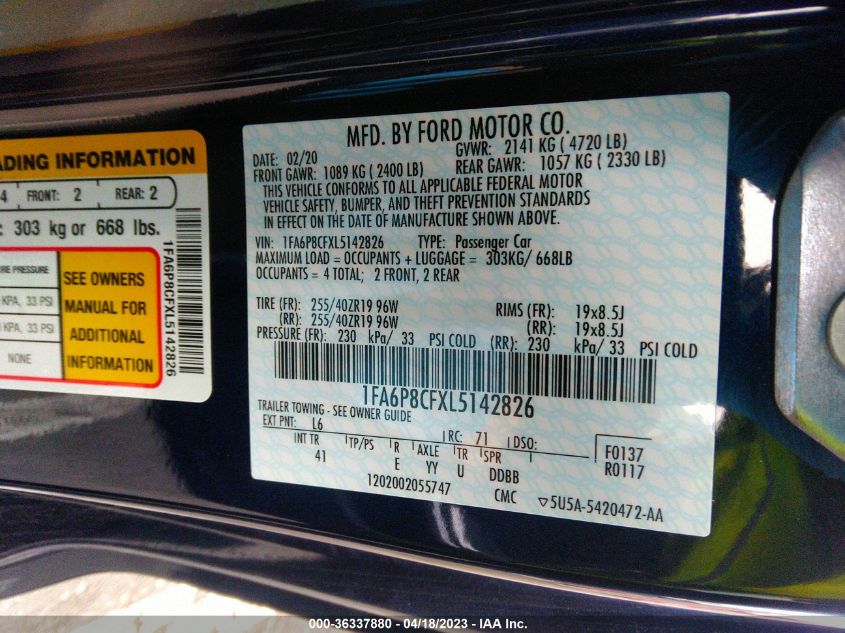 MFD. BY FORD MOTOR CO.
DATE: 02/20
GVWR: 2141 KG ( 4720 LB)
FRONT GAWR: 1089 KG ( 2400 LB)
REAR GAWR: 1057 KG ( 2330 LB)
THIS VEHICLE CONFORMS TO ALL APPLICABLE FEDERAL MOTOR
VEHICLE SAFETY, BUMPER, AND THEFT PREVENTION STANDARDS
IN EFFECT ON THE DATE OF MANUFACTURE SHOWN ABOVE.
VIN: 1FA6P8CFXL5142826 TYPE: Passenger Car
MAXIMUM LOAD = OCCUPANTS + LUGGAGE = 303KG/ 668LB
OCCUPANTS = 4 TOTAL; 2 FRONT, 2 REAR
TIRE (FR): 255/40ZR19 96W RIMS (FR): 19x8.5J
(RR): 255/40ZR19 96W (RR): 19x8.5J
PRESSURE (FR): 230 kPa/ 33 PSI COLD (RR): 230 kPa/ 33 PSI COLD
1FA6P8CFXL5142826
TRAILER TOWING - SEE OWNER GUIDE
EXT PNT: L6 RC: 71 DSO:
INT TR TP/PS R AXLE TR SPR
41 E YY U DDBB
F0137
R0117
1202002055747 CMC ▽5U5A-5420472-AA
ADING INFORMATION
4 FRONT: 2 REAR: 2
: 303 kg or 668 lbs.
PRESSURE
KPA, 33 PSI
KPA, 33 PSI
NONE
SEE OWNERS
MANUAL FOR
ADDITIONAL
INFORMATION
1FA6P8CFXL5142826
000-36337880 - 04/18/2023 - IAA Inc.